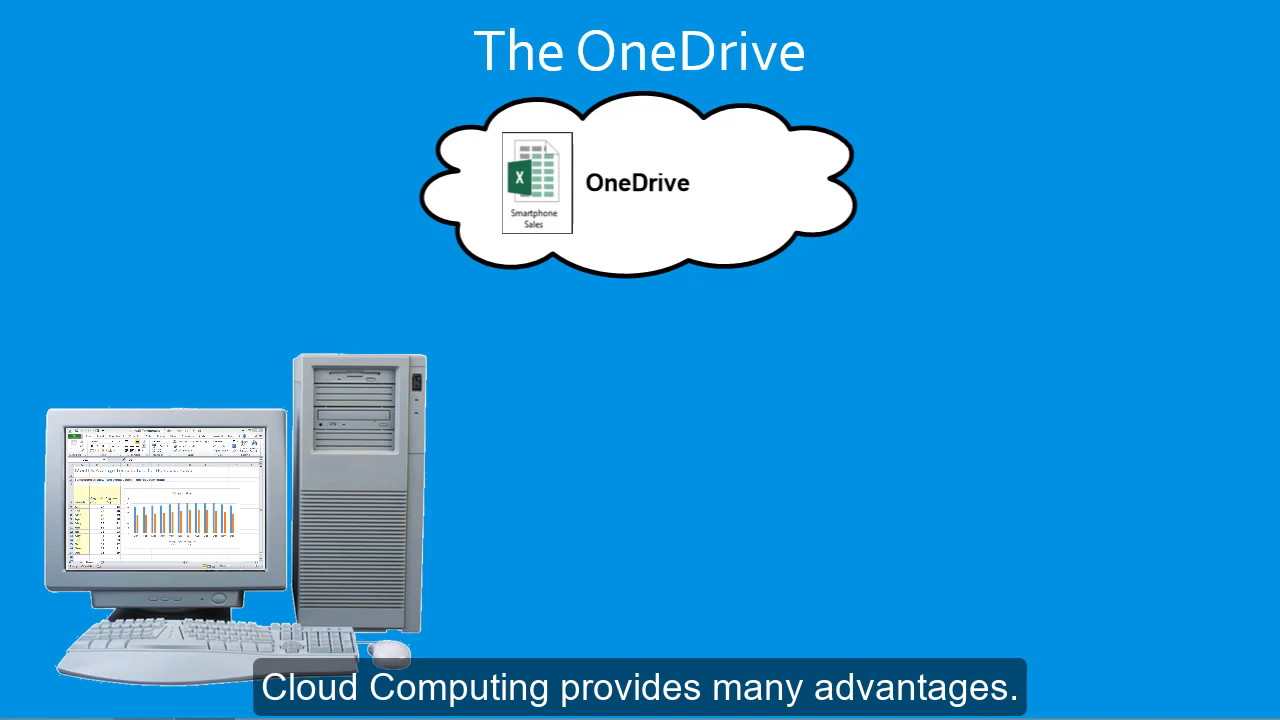 The OneDrive
X
OneDrive
Smartphone
Sales
Cloud Computing provides many advantages.